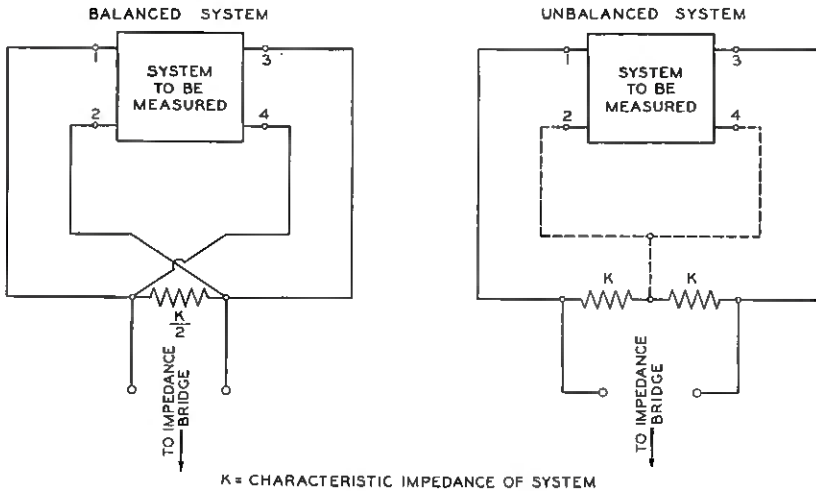 BALANCED SYSTEM
1
3
SYSTEM
TO BE
MEASURED
2
4
K
2
TO IMPEDANCE
BRIDGE
UNBALANCED SYSTEM
1
3
SYSTEM
TO BE
MEASURED
2
4
K
K
TO IMPEDANCE
BRIDGE
K = CHARACTERISTIC IMPEDANCE OF SYSTEM